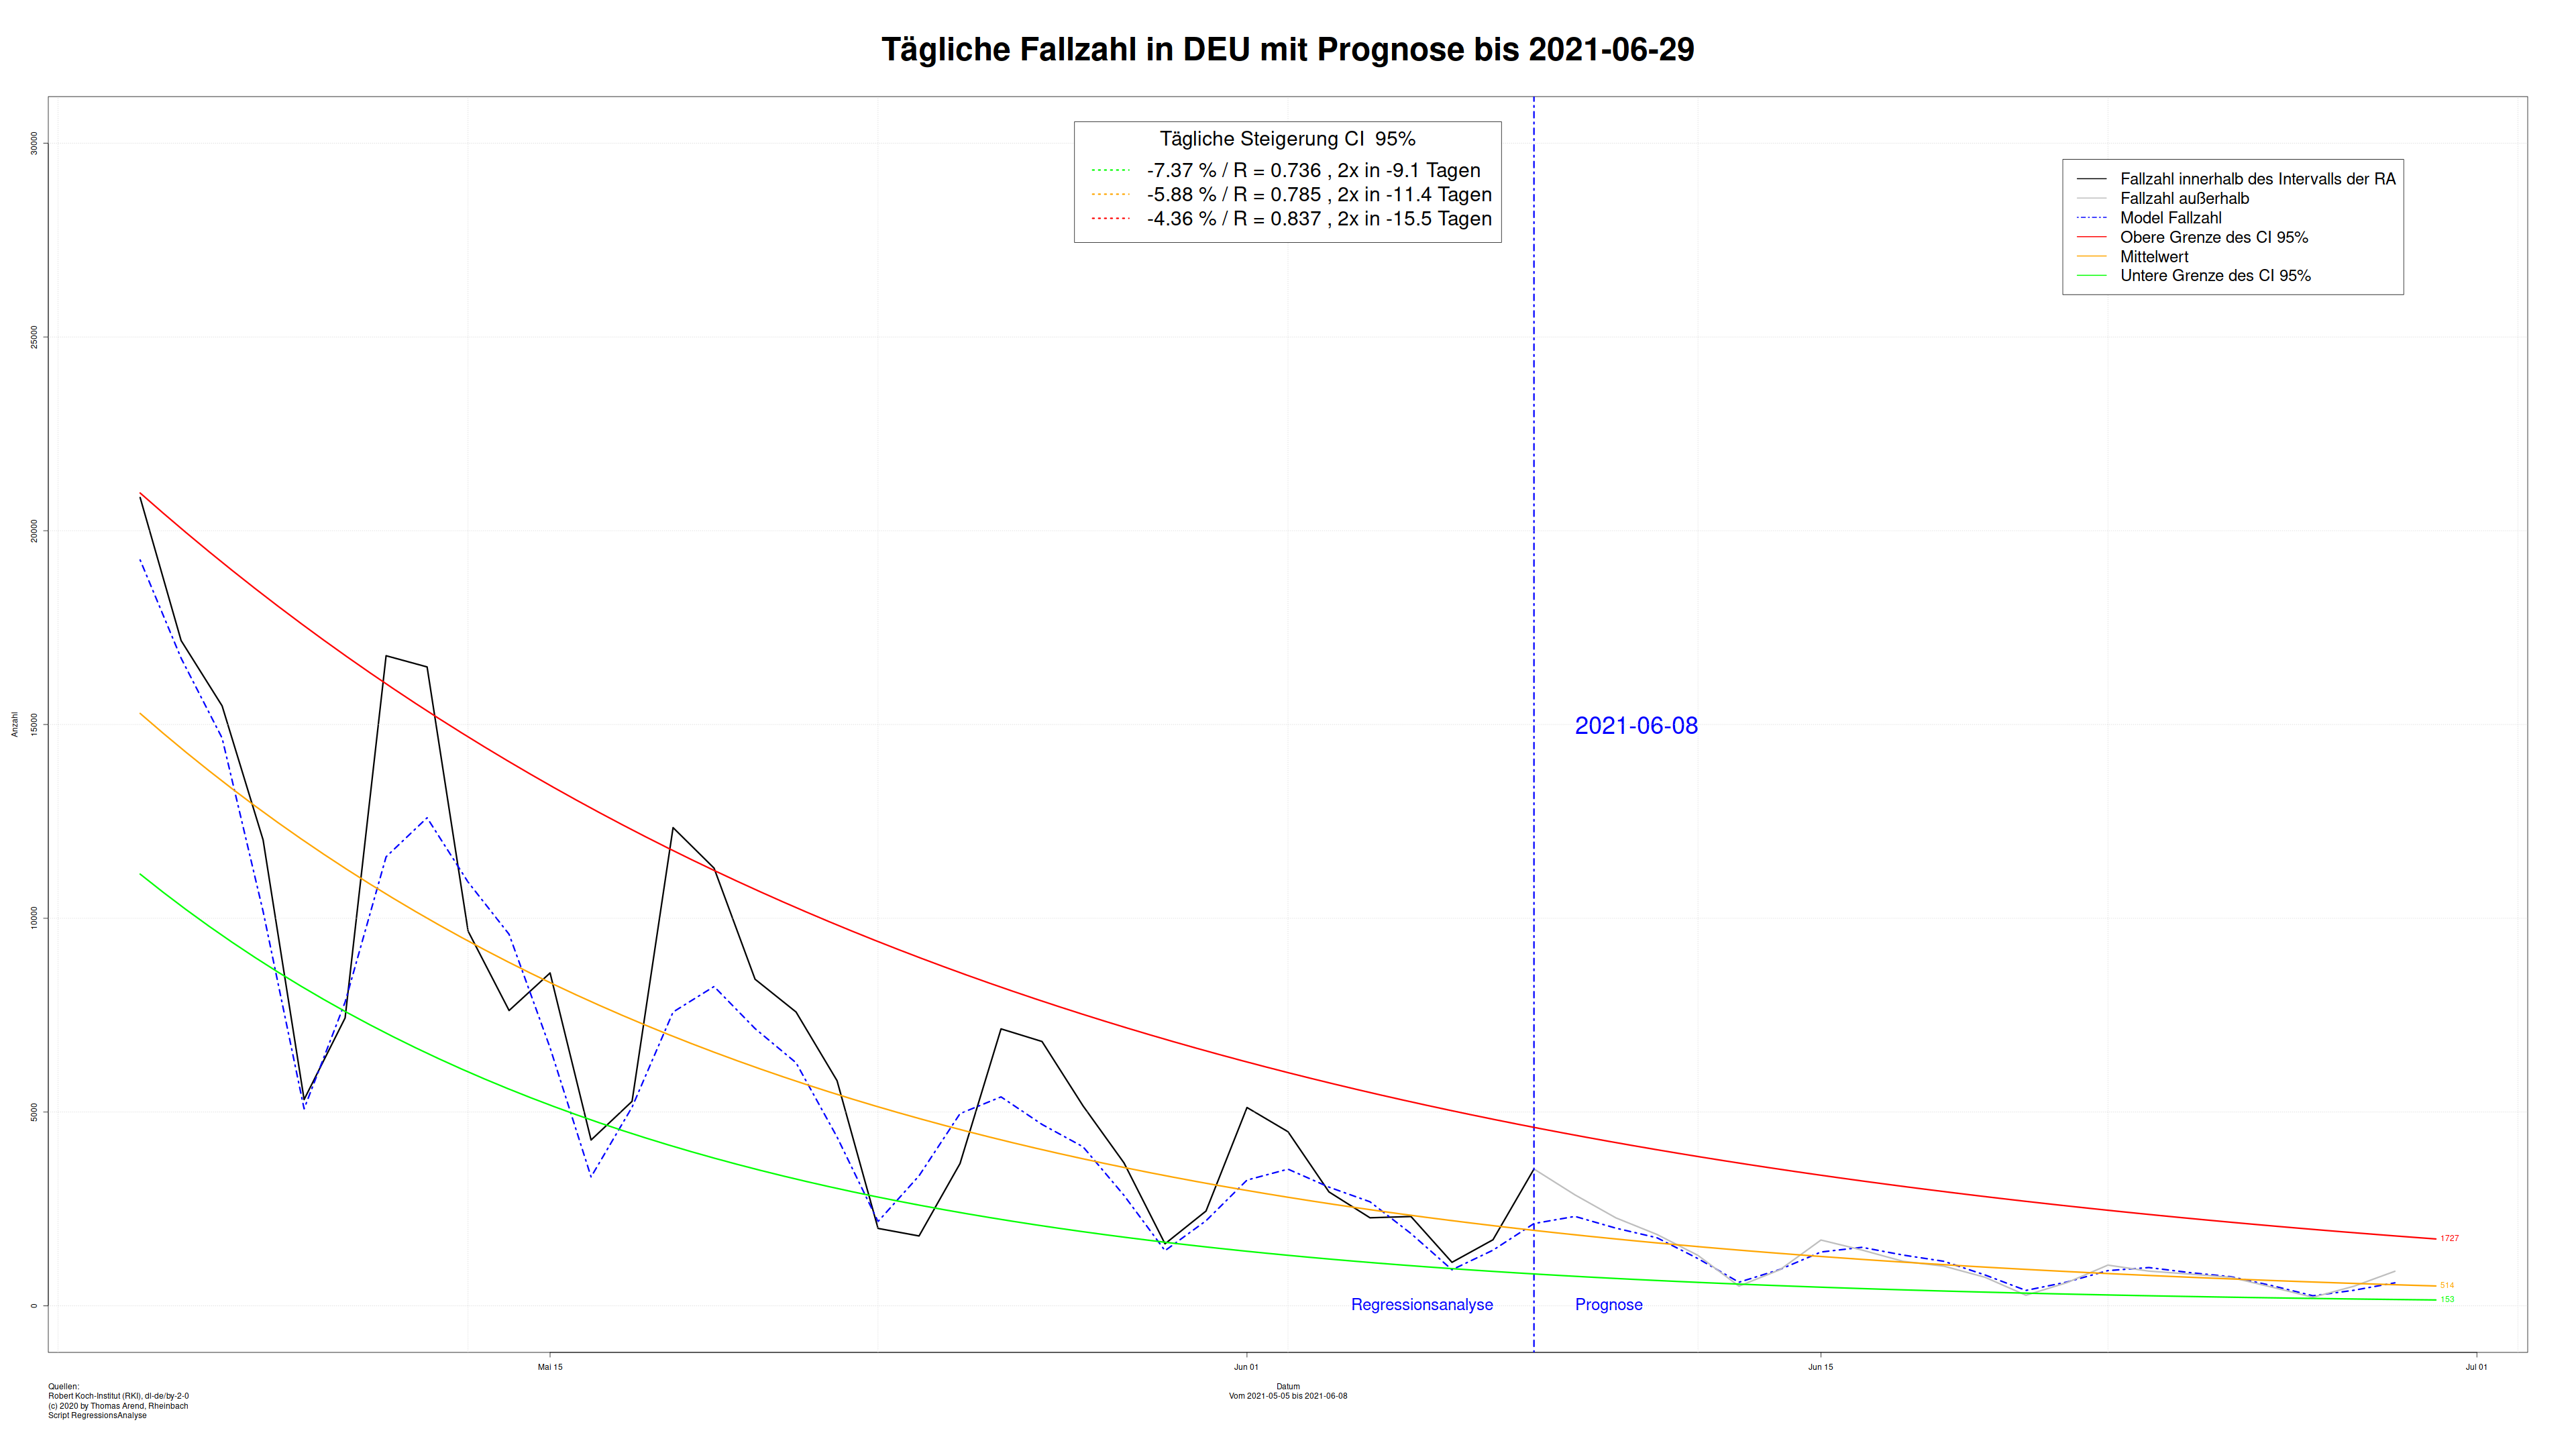 Tägliche Fallzahl in DEU mit Prognose bis 2021-06-29
Tägliche Steigerung CI  95%
-7.37 % / R = 0.736 , 2x in -9.1 Tagen
-5.88 % / R = 0.785 , 2x in -11.4 Tagen
-4.36 % / R = 0.837 , 2x in -15.5 Tagen
Fallzahl innerhalb des Intervalls der RA
Fallzahl außerhalb
Model Fallzahl
Obere Grenze des CI 95%
Mittelwert
Untere Grenze des CI 95%
30000
25000
20000
15000
10000
5000
0
Anzahl
2021-06-08
1727
514
153
Regressionsanalyse
Prognose
Mai 15
Jun 01
Jun 15
Jul 01
Datum
Vom 2021-05-05 bis 2021-06-08
Quellen:
Robert Koch-Institut (RKI), dl-de/by-2-0
(c) 2020 by Thomas Arend, Rheinbach
Script RegressionsAnalyse